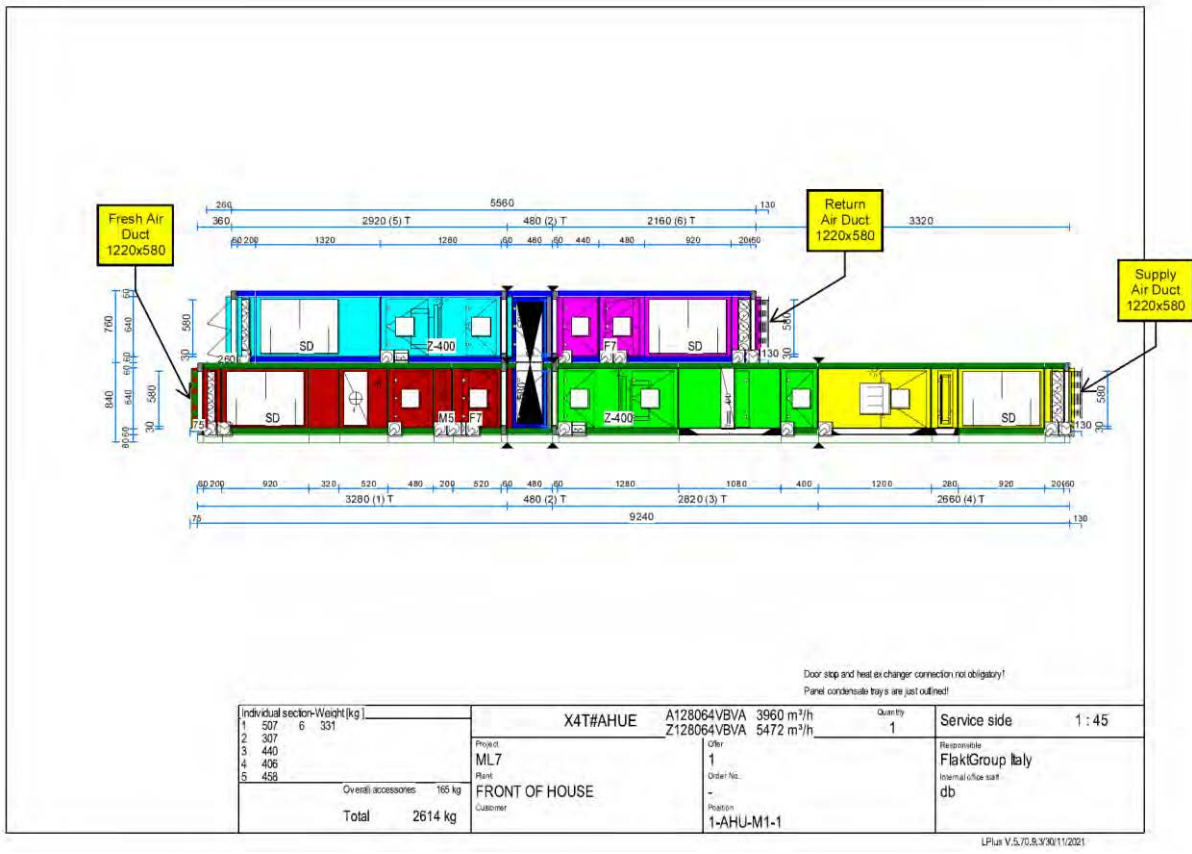 Fresh Air
Duct
1220x580
Return
Air Duct
1220x580
Supply
Air Duct
1220x580
260 5560 130
360 2920 (5) T 480 (2) T 2160 (6) T 3320
60 200 1320 1280 60 460 60 440 480 920 20 60
760
60
640
60
580
30
260
SD
Z-400
F7
SD
580
30
130
840
60
640
60
80
580
30
75
SD
M5
F7
Z-400
SD
580
30
130
60 200 920 320 520 480 200 520 60 480 60 1280 1080 400 1200 280 920 20 60
3280 (1) T 480 (2) T 2820 (3) T 2660 (4) T
75 9240 130
Door stop and heat exchanger connection not obligatory!
Panel condensate trays are just outlined!
Individual section-Weight [kg]
1 507 6 331
2 307
3 440
4 406
5 458
Overall accessories 165 kg
Total 2614 kg
X4T#AHUE
A128064VBVA 3960 m³/h
Z128064VBVA 5472 m³/h
Quantity
1
Service side 1 : 45
Project
ML7
Plant
FRONT OF HOUSE
Customer
Offer
1
Order No.
-
Position
1-AHU-M1-1
Responsible
FlaktGroup Italy
Internal office staff
db
LPlus V.5.70.9.3/30/11/2021